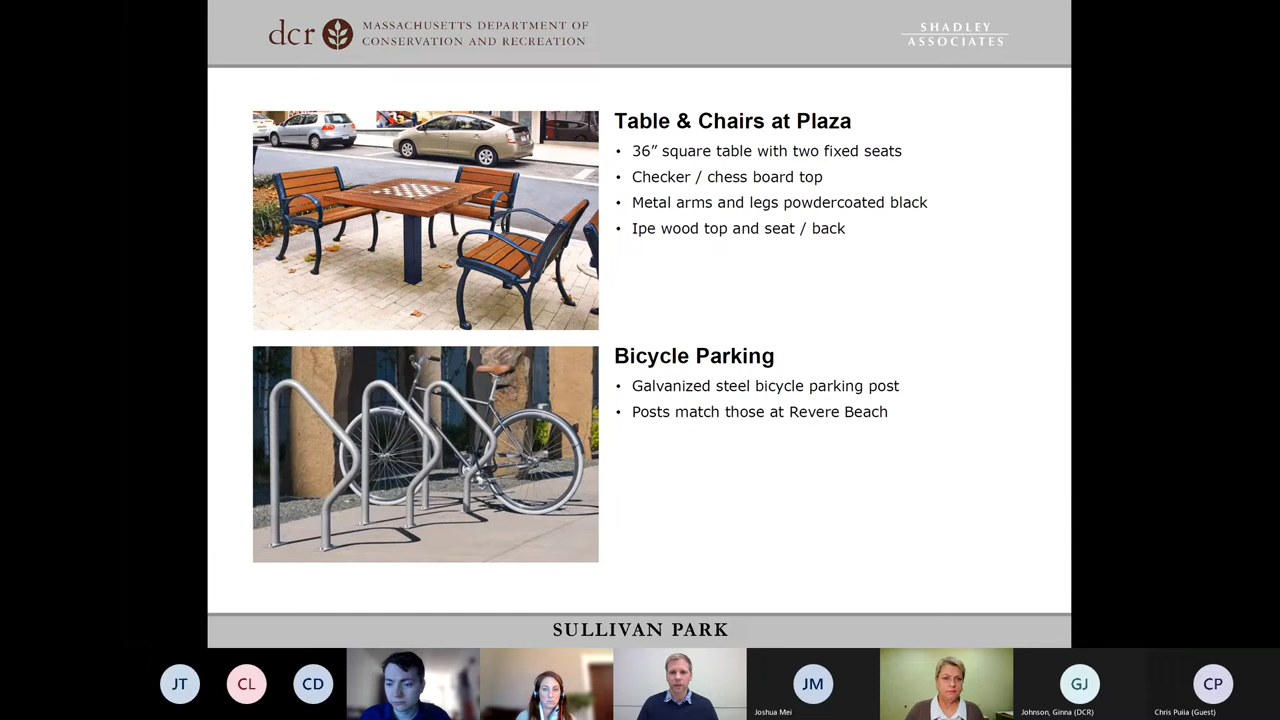 dcr
MASSACHUSETTS DEPARTMENT OF
CONSERVATION AND RECREATION
SHADLEY
ASSOCIATES
Table & Chairs at Plaza
• 36” square table with two fixed seats
• Checker / chess board top
• Metal arms and legs powdercoated black
• Ipe wood top and seat / back
Bicycle Parking
• Galvanized steel bicycle parking post
• Posts match those at Revere Beach
SULLIVAN PARK
JT
CL
CD
JM
Joshua Mei
GJ
Johnson, Ginna (DCR)
CP
Chris Puiia (Guest)